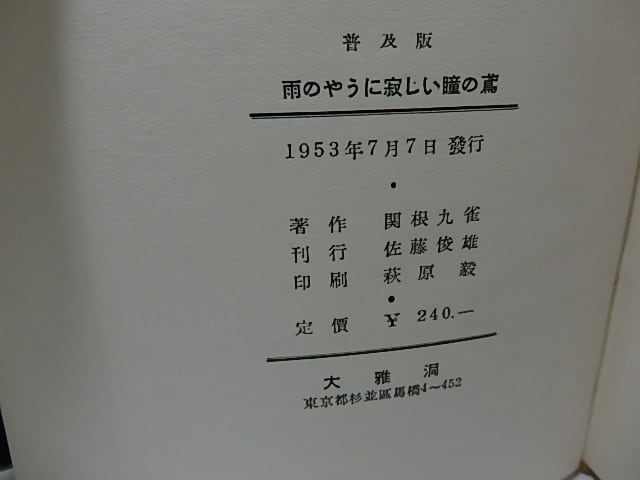 普及版
雨のやうに寂しい瞳の鳶
1953年7月7日 發行
著作 関根九雀
刊行 佐藤俊雄
印刷 萩原毅
定價 ¥ 240.—
大雅洞
東京都杉並區馬橋4〜452